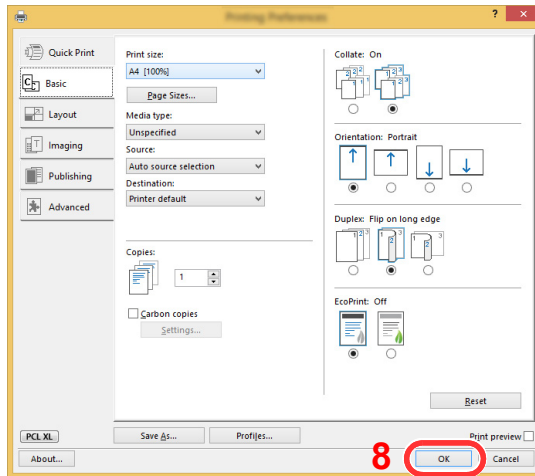 Printing Preferences
?
Quick Print
Basic
Layout
Imaging
Publishing
Advanced
Print size:
A4 [100%]
Page Sizes...
Media type:
Unspecified
Source:
Auto source selection
Destination:
Printer default
Copies:
1
Carbon copies
Settings...
Collate: On
Orientation: Portrait
Duplex: Flip on long edge
EcoPrint: Off
Reset
PCL XL
Save As...
Profiles...
Print preview
About...
8
OK
Cancel